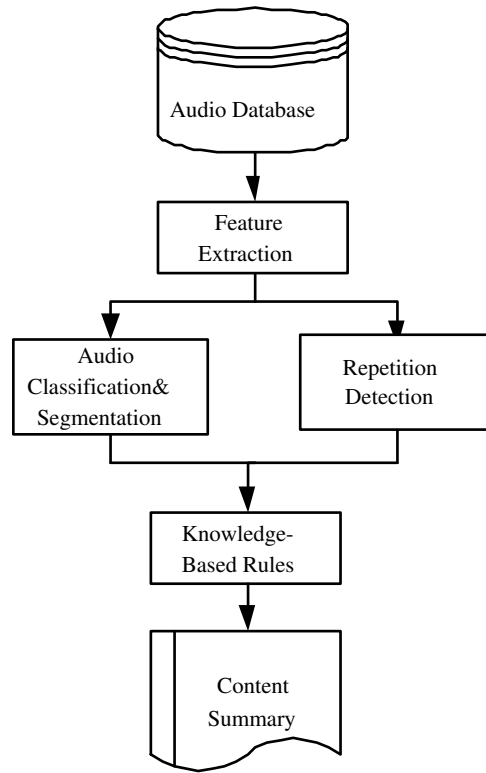 Audio Database
Feature
Extraction
Audio
Classification&
Segmentation
Repetition
Detection
Knowledge-
Based Rules
Content
Summary